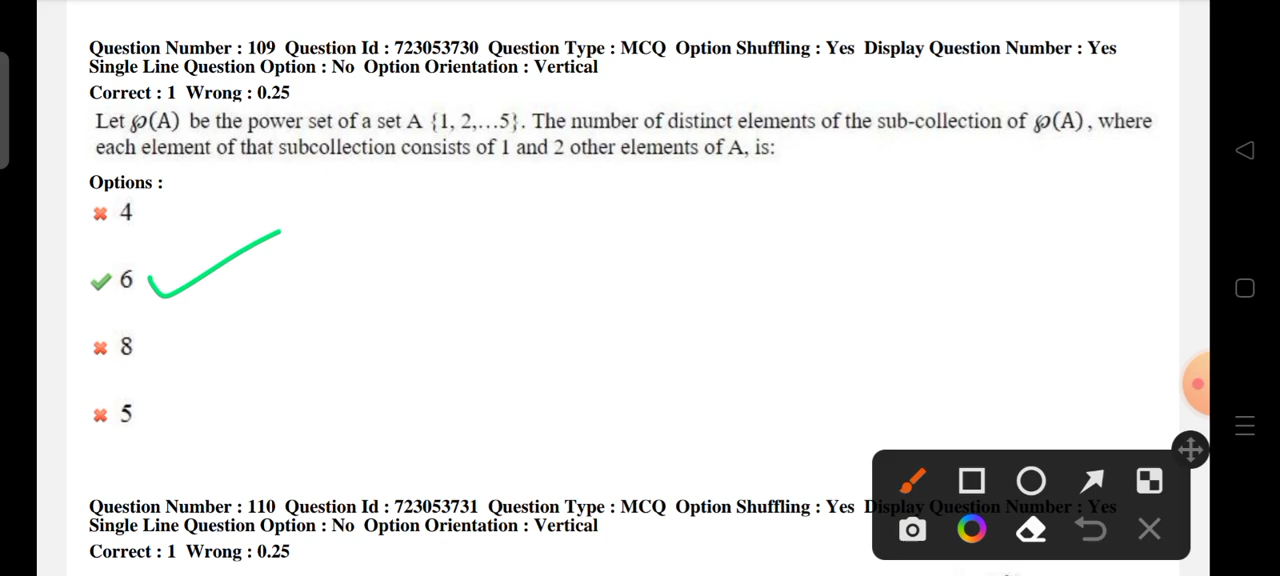 Question Number : 109 Question Id : 723053730 Question Type : MCQ Option Shuffling : Yes Display Question Number : Yes
Single Line Question Option : No Option Orientation : Vertical
Correct : 1 Wrong : 0.25
Let ℘(A) be the power set of a set A {1, 2,...5}. The number of distinct elements of the sub-collection of ℘(A), where
each element of that subcollection consists of 1 and 2 other elements of A, is:
Options :
4
6
8
5
Question Number : 110 Question Id : 723053731 Question Type : MCQ Option Shuffling : Yes Display Question Number : Yes
Single Line Question Option : No Option Orientation : Vertical
Correct : 1 Wrong : 0.25